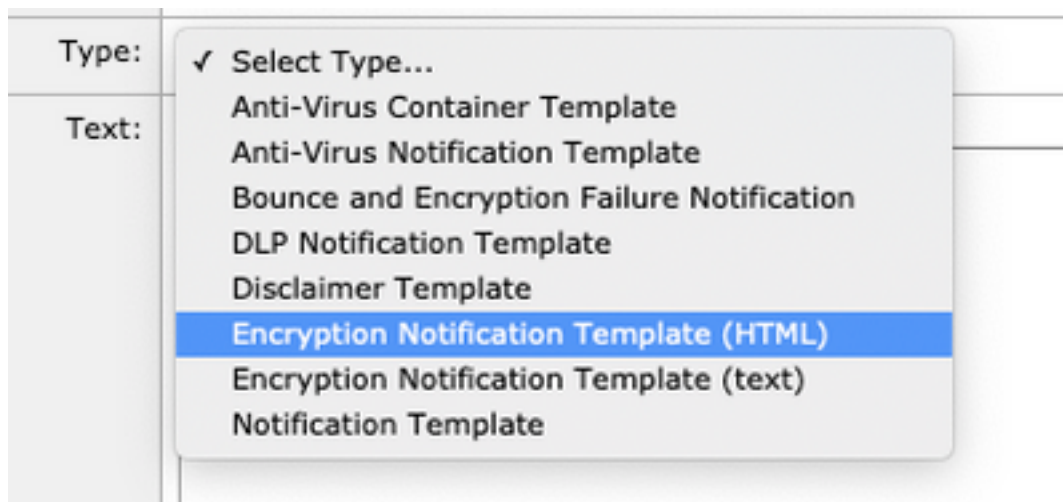 Type:
✓ Select Type...
Anti-Virus Container Template
Anti-Virus Notification Template
Text:
Bounce and Encryption Failure Notification
DLP Notification Template
Disclaimer Template
Encryption Notification Template (HTML)
Encryption Notification Template (text)
Notification Template